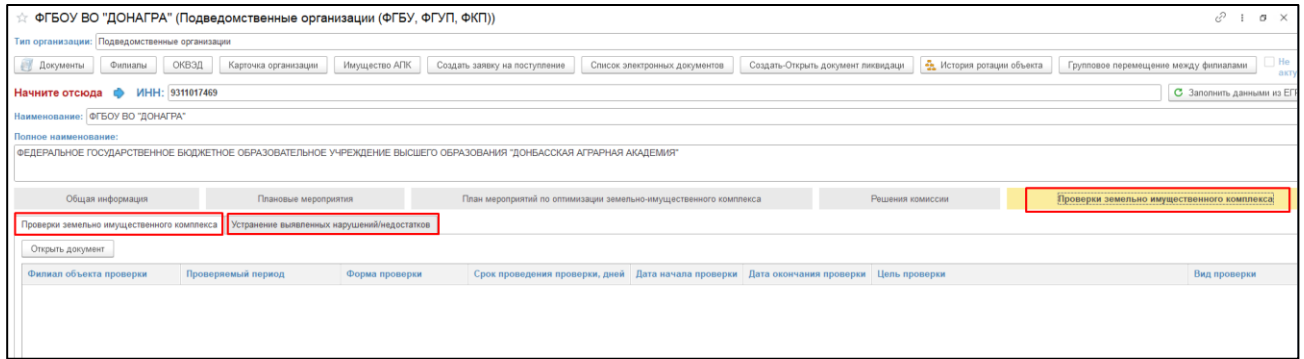 ФГБОУ ВО "ДОНАГРА" (Подведомственные организации (ФГБУ, ФГУП, ФКП))
Тип организации: Подведомственные организации
Документы Филиалы ОКВЭД Карточка организации Имущество АПК Создать заявку на поступление Список электронных документов Создать-Открыть документ ликвидаци История ротации объекта Групповое перемещение между филиалами Не акту
Начните отсюда ИНН: 9311017469 Заполнить данными из ЕГР
Наименование: ФГБОУ ВО "ДОНАГРА"
Полное наименование:
ФЕДЕРАЛЬНОЕ ГОСУДАРСТВЕННОЕ БЮДЖЕТНОЕ ОБРАЗОВАТЕЛЬНОЕ УЧРЕЖДЕНИЕ ВЫСШЕГО ОБРАЗОВАНИЯ "ДОНБАССКАЯ АГРАРНАЯ АКАДЕМИЯ"
Общая информация Плановые мероприятия План мероприятий по оптимизации земельно-имущественного комплекса Решения комиссии Проверки земельно имущественного комплекса
Проверки земельно имущественного комплекса Устранение выявленных нарушений/недостатков
Открыть документ
Филиал объекта проверки Проверяемый период Форма проверки Срок проведения проверки, дней Дата начала проверки Дата окончания проверки Цель проверки Вид проверки